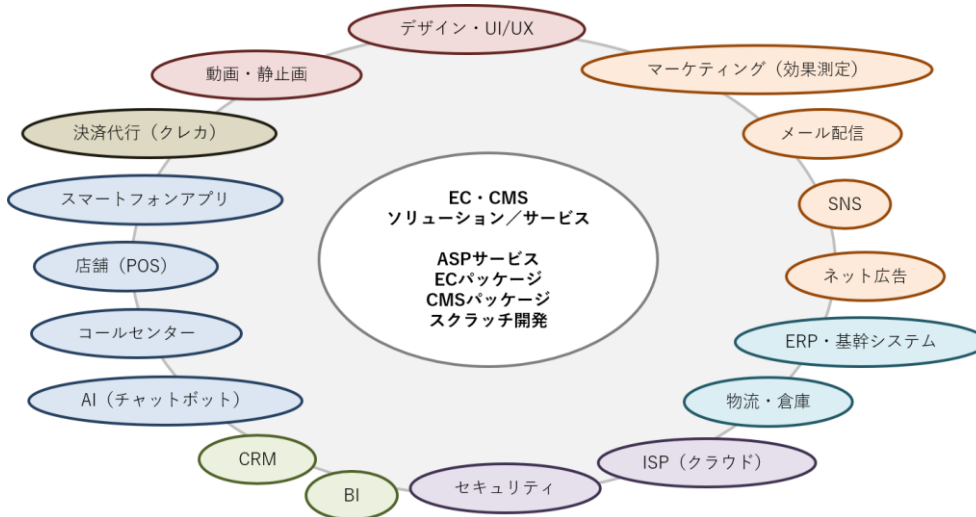 デザイン・UI/UX
動画・静止画
マーケティング（効果測定）
決済代行（クレカ）
メール配信
スマートフォンアプリ
SNS
店舗（POS）
ネット広告
コールセンター
ERP・基幹システム
AI（チャットボット）
物流・倉庫
CRM
ISP（クラウド）
BI
セキュリティ
EC・CMS
ソリューション／サービス
ASPサービス
ECパッケージ
CMSパッケージ
スクラッチ開発